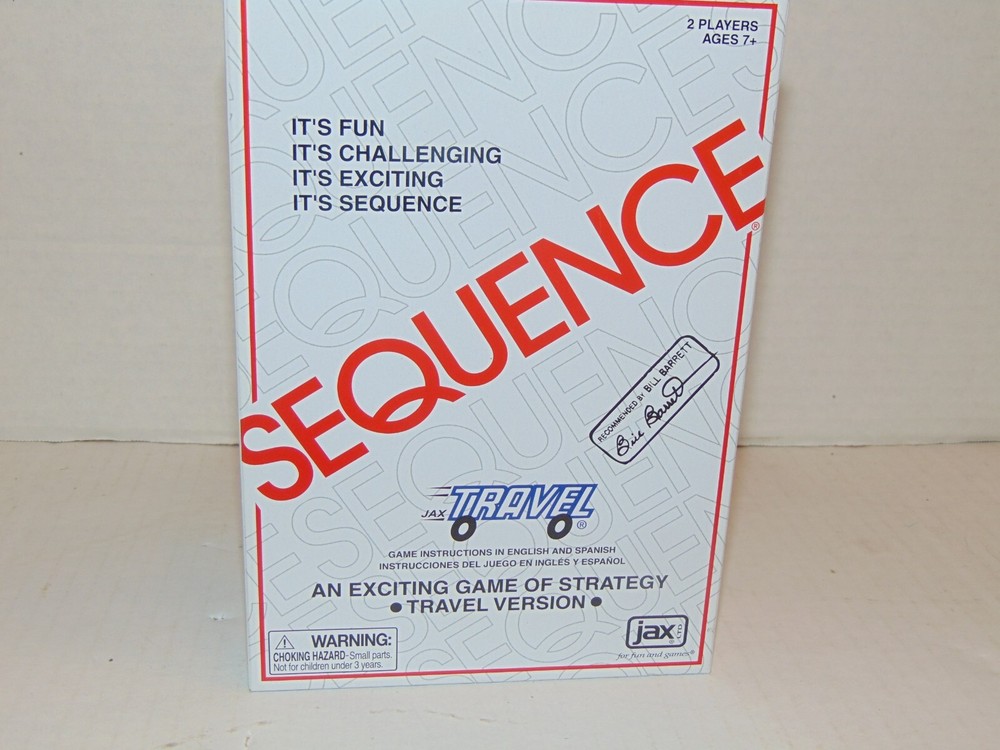 2 PLAYERS
AGES 7+
IT'S FUN
IT'S CHALLENGING
IT'S EXCITING
IT'S SEQUENCE
SEQUENCE®
RECOMMENDED BY BILL BARRETT
Bill Barrett
JAX TRAVEL®
GAME INSTRUCTIONS IN ENGLISH AND SPANISH
INSTRUCCIONES DEL JUEGO EN INGLES Y ESPAÑOL
AN EXCITING GAME OF STRATEGY
● TRAVEL VERSION ●
⚠ WARNING:
CHOKING HAZARD-Small parts.
Not for children under 3 years.
jax LTD
for fun and games®